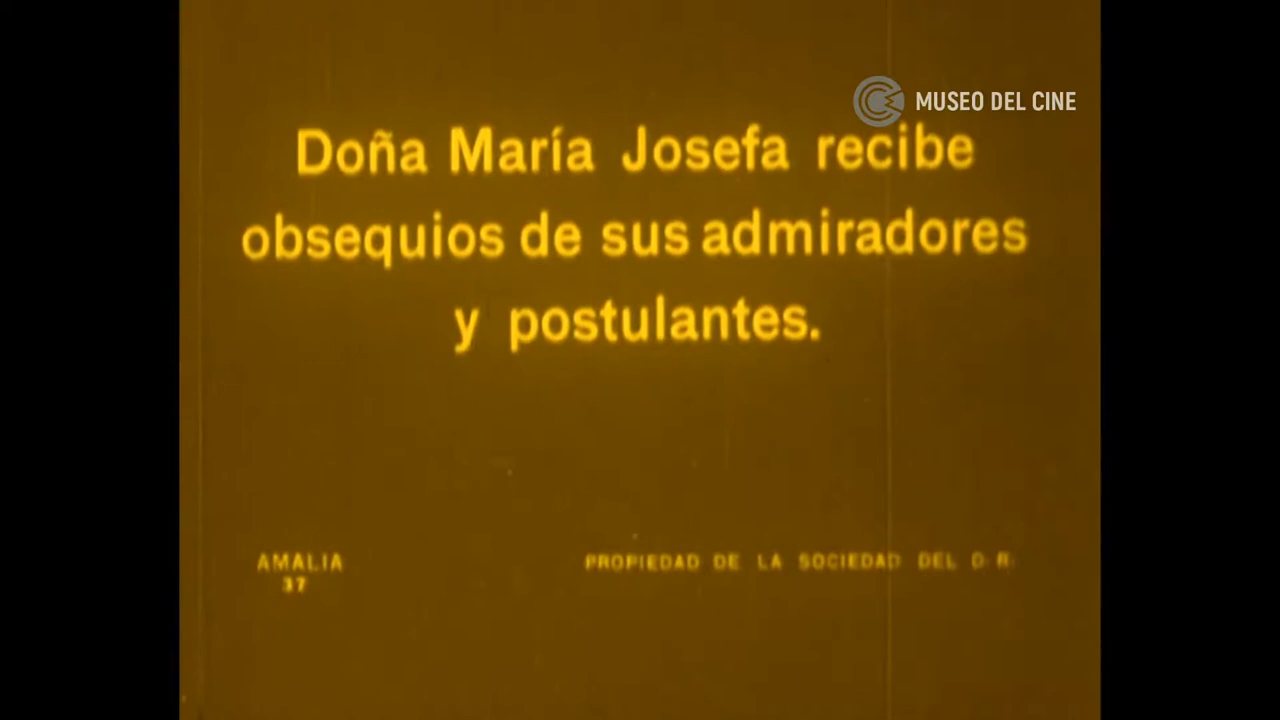 MUSEO DEL CINE
Doña María Josefa recibe
obsequios de sus admiradores
y postulantes.
AMALIA
37
PROPIEDAD DE LA SOCIEDAD DEL D. R.